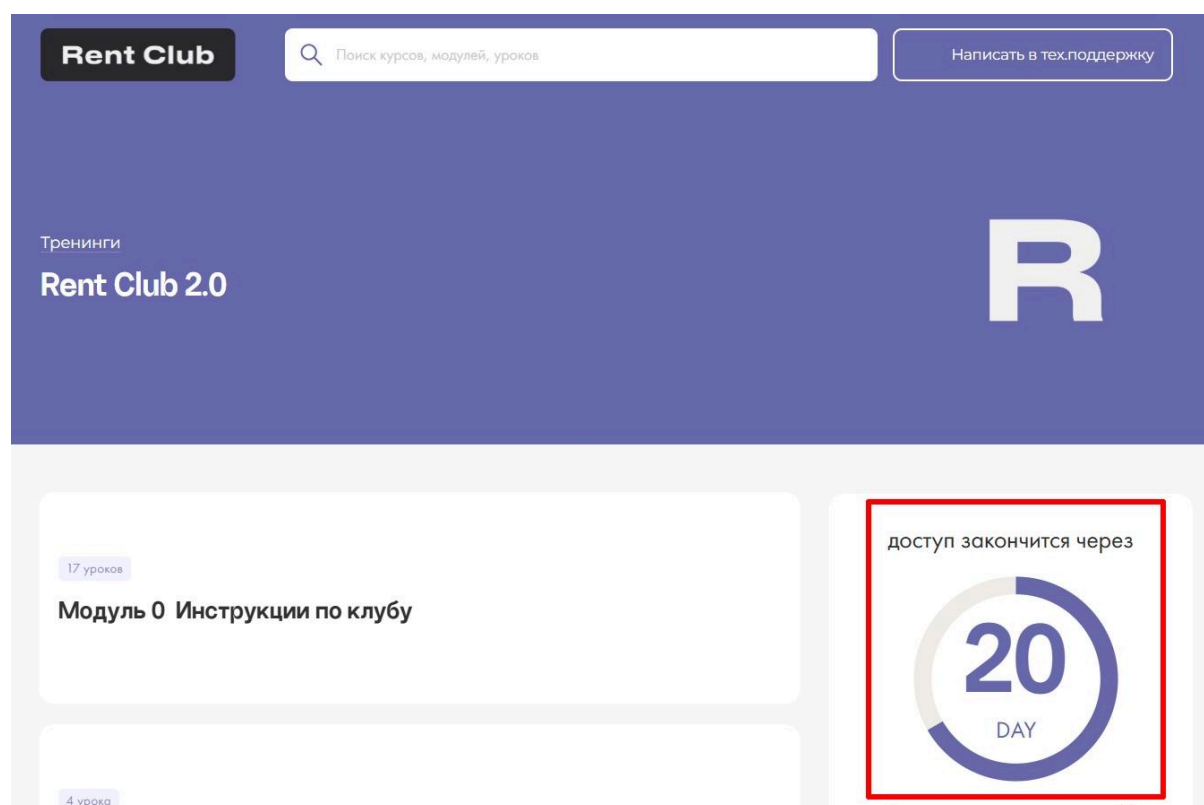 Rent Club
Поиск курсов, модулей, уроков
Написать в тех.поддержку
Тренинги
Rent Club 2.0
R
17 уроков
Модуль 0 Инструкции по клубу
доступ закончится через
20
DAY
4 урока